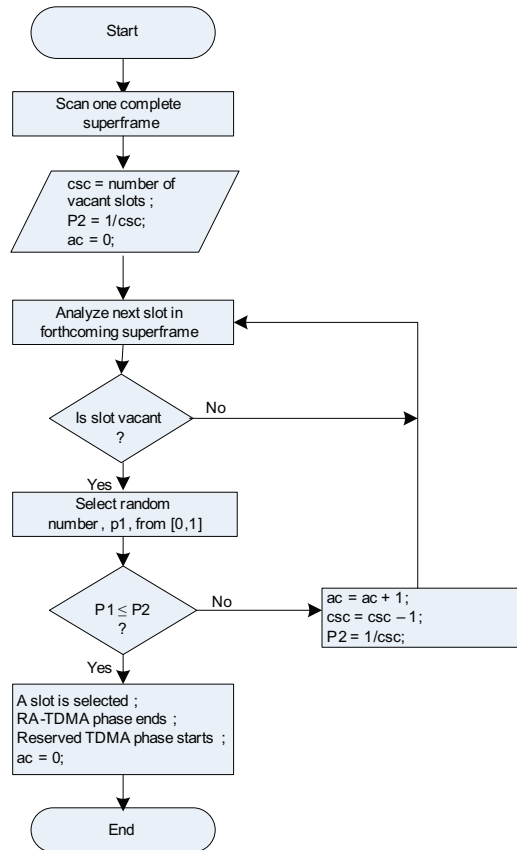 Start
Scan one complete
superframe
csc = number of
vacant slots ;
P2 = 1/csc;
ac = 0;
Analyze next slot in
forthcoming superframe
Is slot vacant
?
No
Yes
Select random
number , p1, from [0,1]
P1 ≤ P2
?
No
ac = ac + 1;
csc = csc – 1;
P2 = 1/csc;
Yes
A slot is selected ;
RA-TDMA phase ends ;
Reserved TDMA phase starts ;
ac = 0;
End